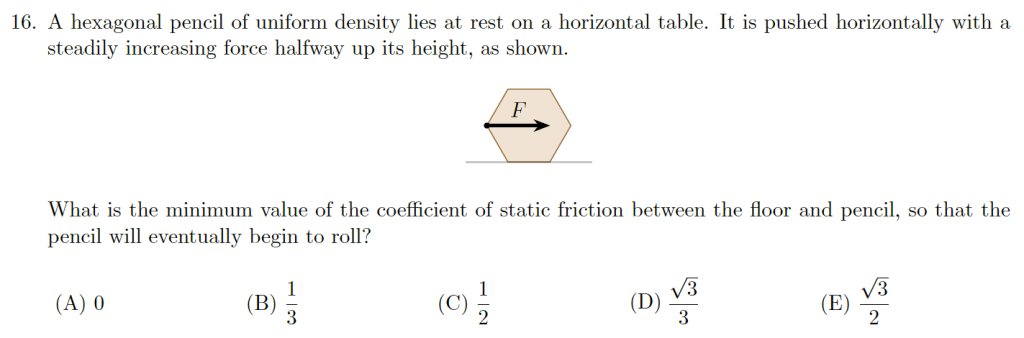 16. A hexagonal pencil of uniform density lies at rest on a horizontal table. It is pushed horizontally with a
steadily increasing force halfway up its height, as shown.
F
What is the minimum value of the coefficient of static friction between the floor and pencil, so that the
pencil will eventually begin to roll?
(A) 0 (B) 1/3 (C) 1/2 (D) √3/3 (E) √3/2